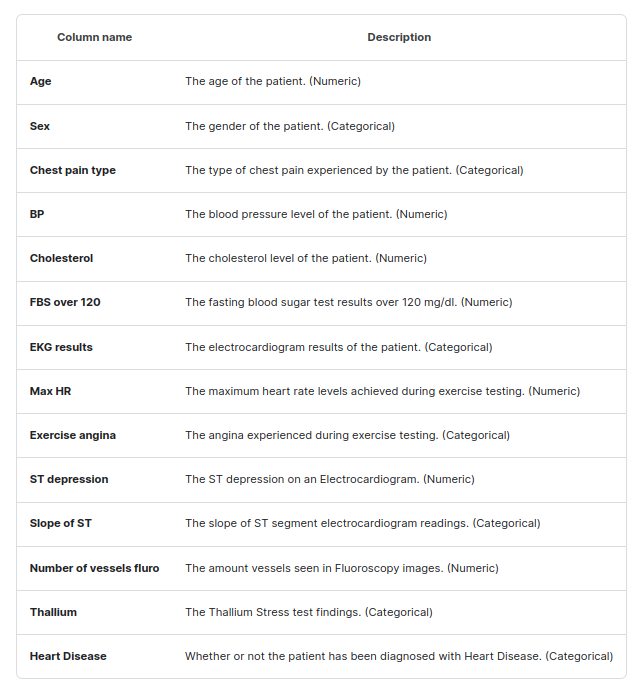 Column name Description
Age The age of the patient. (Numeric)
Sex The gender of the patient. (Categorical)
Chest pain type The type of chest pain experienced by the patient. (Categorical)
BP The blood pressure level of the patient. (Numeric)
Cholesterol The cholesterol level of the patient. (Numeric)
FBS over 120 The fasting blood sugar test results over 120 mg/dl. (Numeric)
EKG results The electrocardiogram results of the patient. (Categorical)
Max HR The maximum heart rate levels achieved during exercise testing. (Numeric)
Exercise angina The angina experienced during exercise testing. (Categorical)
ST depression The ST depression on an Electrocardiogram. (Numeric)
Slope of ST The slope of ST segment electrocardiogram readings. (Categorical)
Number of vessels fluro The amount vessels seen in Fluoroscopy images. (Numeric)
Thallium The Thallium Stress test findings. (Categorical)
Heart Disease Whether or not the patient has been diagnosed with Heart Disease. (Categorical)